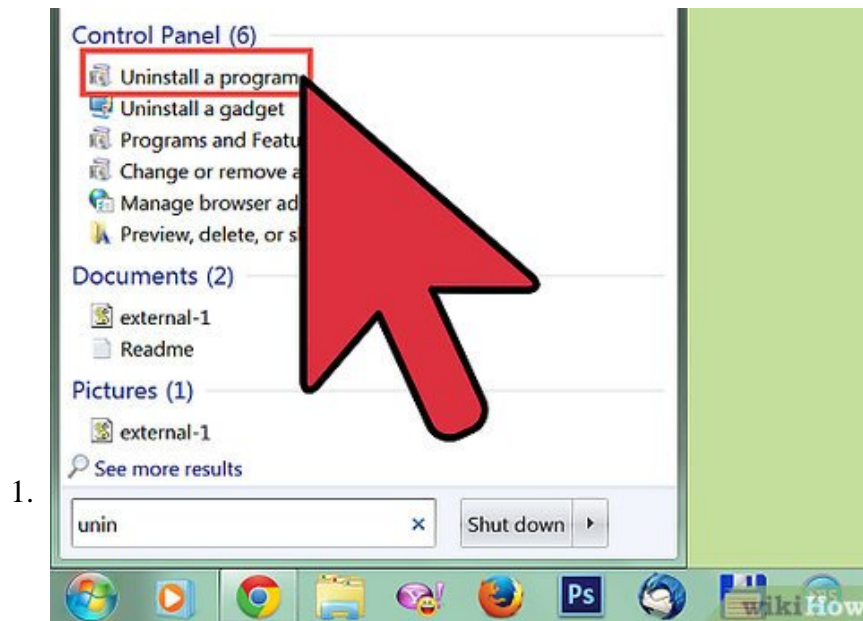 Control Panel (6)
Uninstall a program
Uninstall a gadget
Programs and Featu
Change or remove a
Manage browser ad
Preview, delete, or s
Documents (2)
external-1
Readme
Pictures (1)
external-1
See more results
1.
unin × Shut down
Ps
wikiHow